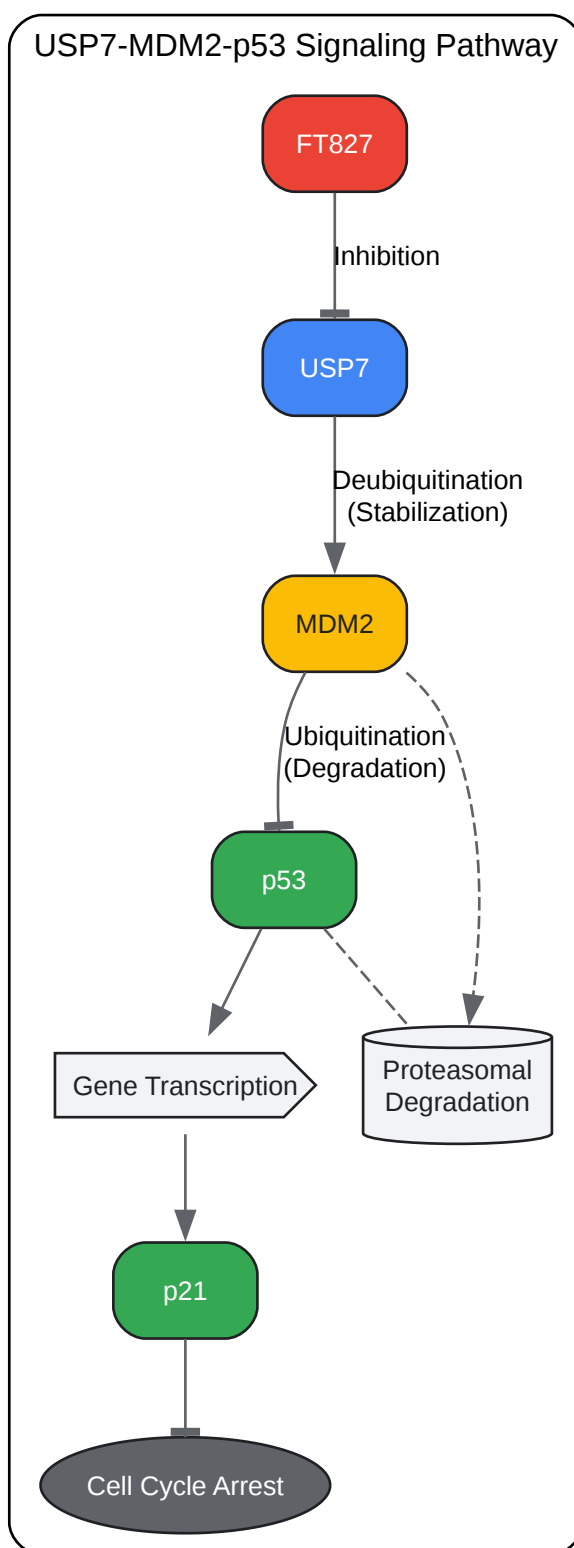 USP7-MDM2-p53 Signaling Pathway
FT827
Inhibition
USP7
Deubiquitination
(Stabilization)
MDM2
Ubiquitination
(Degradation)
p53
Gene Transcription
Proteasomal
Degradation
p21
Cell Cycle Arrest